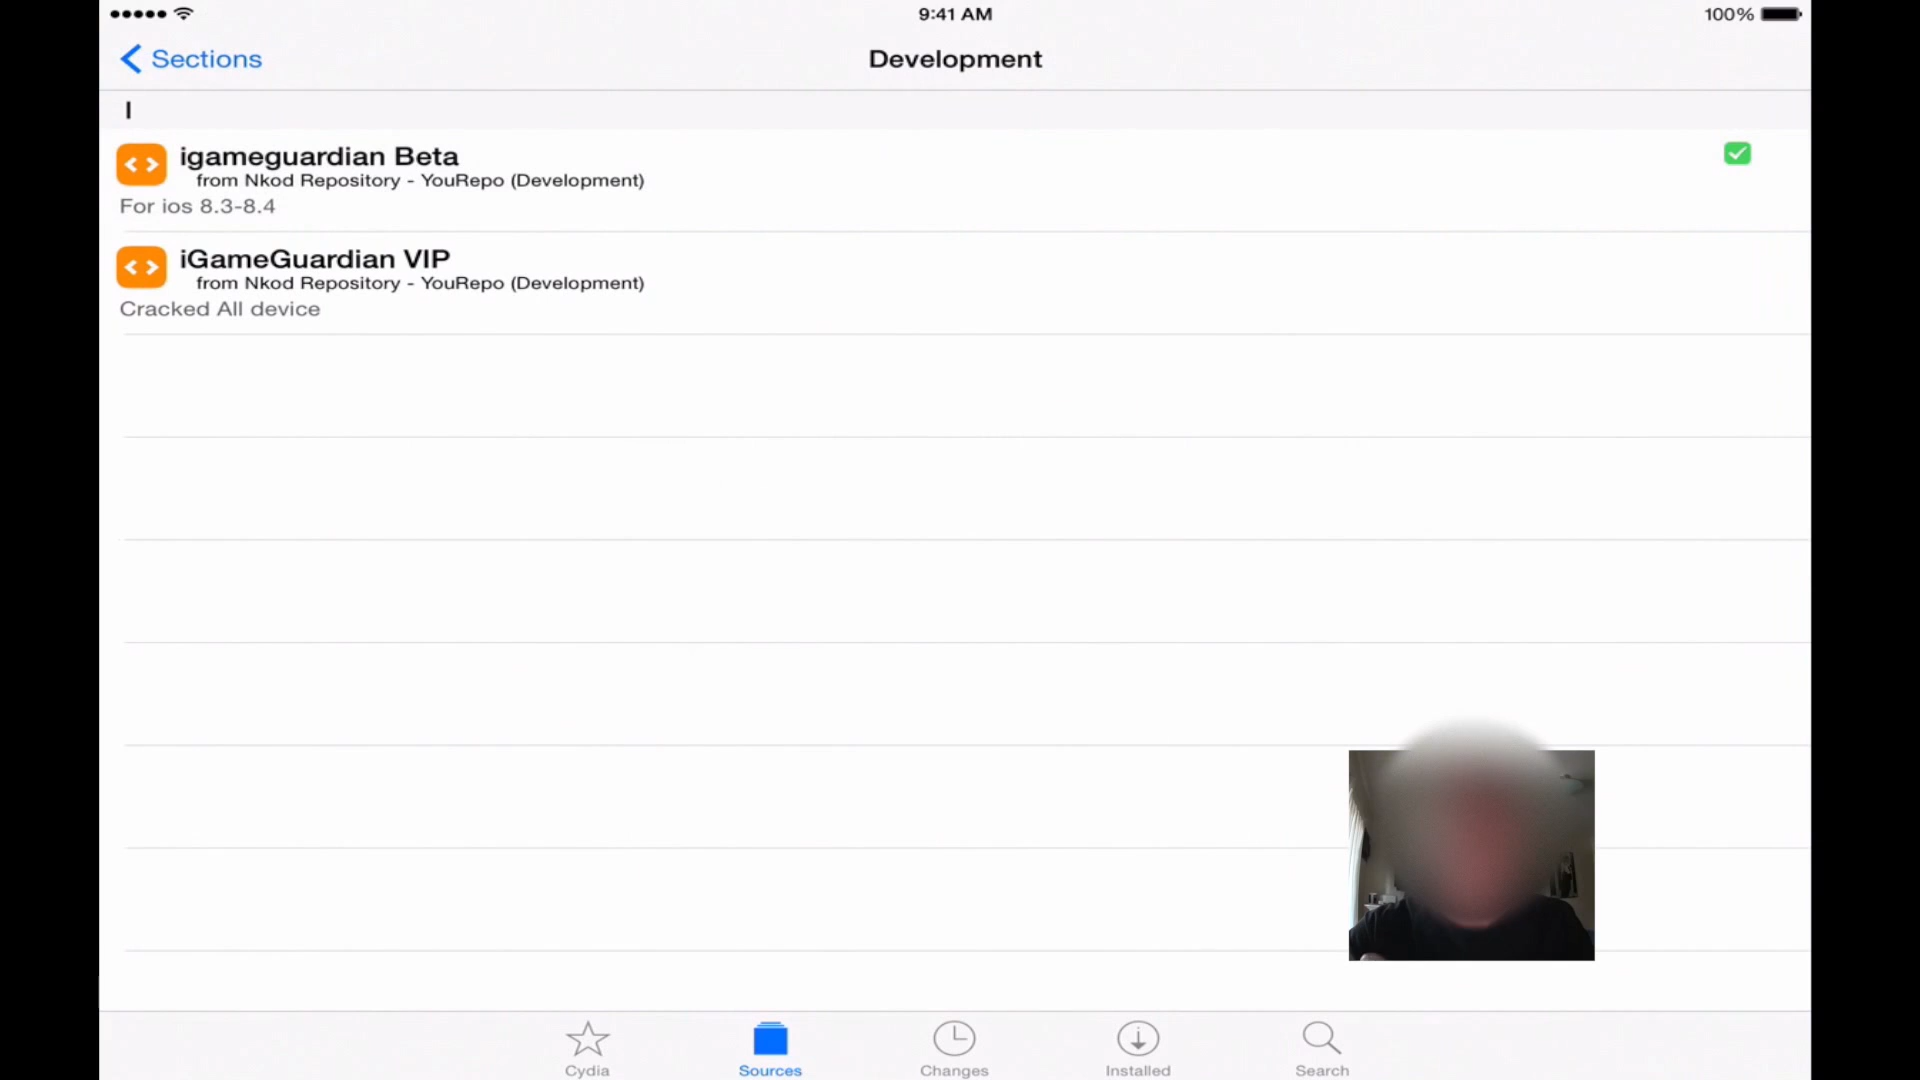 9:41 AM
100%
Sections
Development
I
igameguardian Beta
from Nkod Repository - YouRepo (Development)
For ios 8.3-8.4
iGameGuardian VIP
from Nkod Repository - YouRepo (Development)
Cracked All device
Cydia
Sources
Changes
Installed
Search